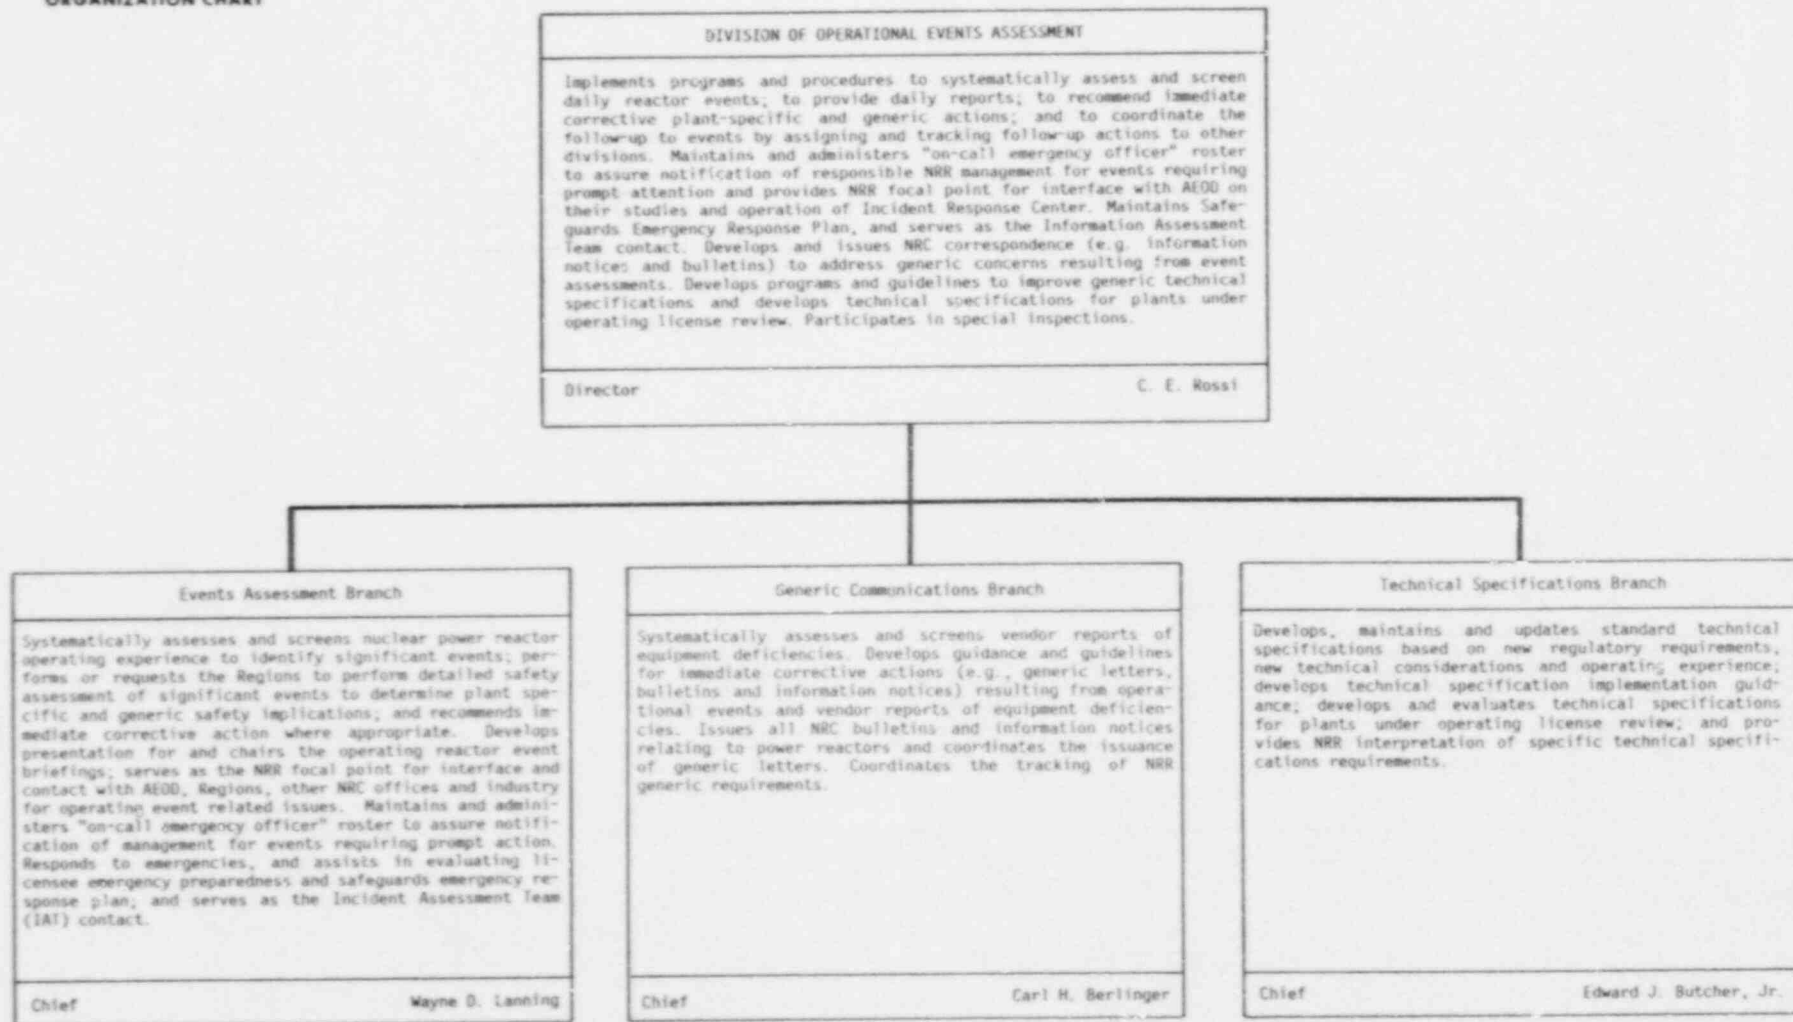 ORGANIZATION CHART
DIVISION OF OPERATIONAL EVENTS ASSESSMENT
Implements programs and procedures to systematically assess and screen
daily reactor events; to provide daily reports; to recommend immediate
corrective plant-specific and generic actions; and to coordinate the
follow-up to events by assigning and tracking follow-up actions to other
divisions. Maintains and administers "on-call emergency officer" roster
to assure notification of responsible NRR management for events requiring
prompt attention and provides NRR focal point for interface with AEOD on
their studies and operation of Incident Response Center. Maintains Safe-
guards Emergency Response Plan, and serves as the Information Assessment
Team contact. Develops and issues NRC correspondence (e.g. information
notices and bulletins) to address generic concerns resulting from event
assessments. Develops programs and guidelines to improve generic technical
specifications and develops technical specifications for plants under
operating license review. Participates in special inspections.
Director C. E. Rossi
Events Assessment Branch
Systematically assesses and screens nuclear power reactor
operating experience to identify significant events; per-
forms or requests the Regions to perform detailed safety
assessment of significant events to determine plant spe-
cific and generic safety implications; and recommends im-
mediate corrective action where appropriate. Develops
presentation for and chairs the operating reactor event
briefings; serves as the NRR focal point for interface and
contact with AEOD, Regions, other NRC offices and industry
for operating event related issues. Maintains and admini-
sters "on-call emergency officer" roster to assure notifi-
cation of management for events requiring prompt action.
Responds to emergencies, and assists in evaluating li-
censee emergency preparedness and safeguards emergency re-
sponse plan; and serves as the Incident Assessment Team
(IAT) contact.
Chief Wayne D. Lanning
Generic Communications Branch
Systematically assesses and screens vendor reports of
equipment deficiencies. Develops guidance and guidelines
for immediate corrective actions (e.g., generic letters,
bulletins and information notices) resulting from opera-
tional events and vendor reports of equipment deficien-
cies. Issues all NRC bulletins and information notices
relating to power reactors and coordinates the issuance
of generic letters. Coordinates the tracking of NRR
generic requirements.
Chief Carl H. Berlinger
Technical Specifications Branch
Develops, maintains and updates standard technical
specifications based on new regulatory requirements,
new technical considerations and operating experience;
develops technical specification implementation guid-
ance; develops and evaluates technical specifications
for plants under operating license review; and pro-
vides NRR interpretation of specific technical specifi-
cations requirements.
Chief Edward J. Butcher, Jr.